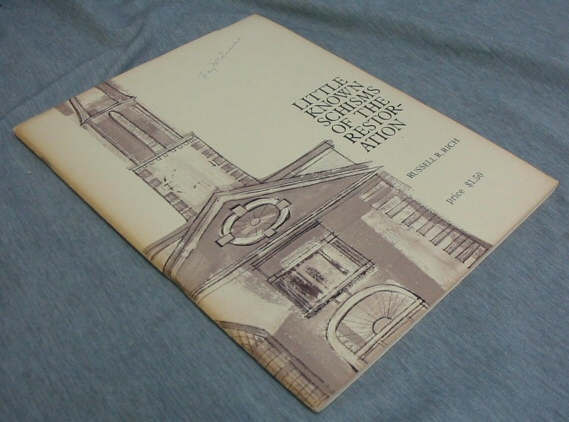 LITTLE
KNOWN
SCHISMS
OF THE
RESTOR-
ATION
RUSSELL R. RICH
price $1.50